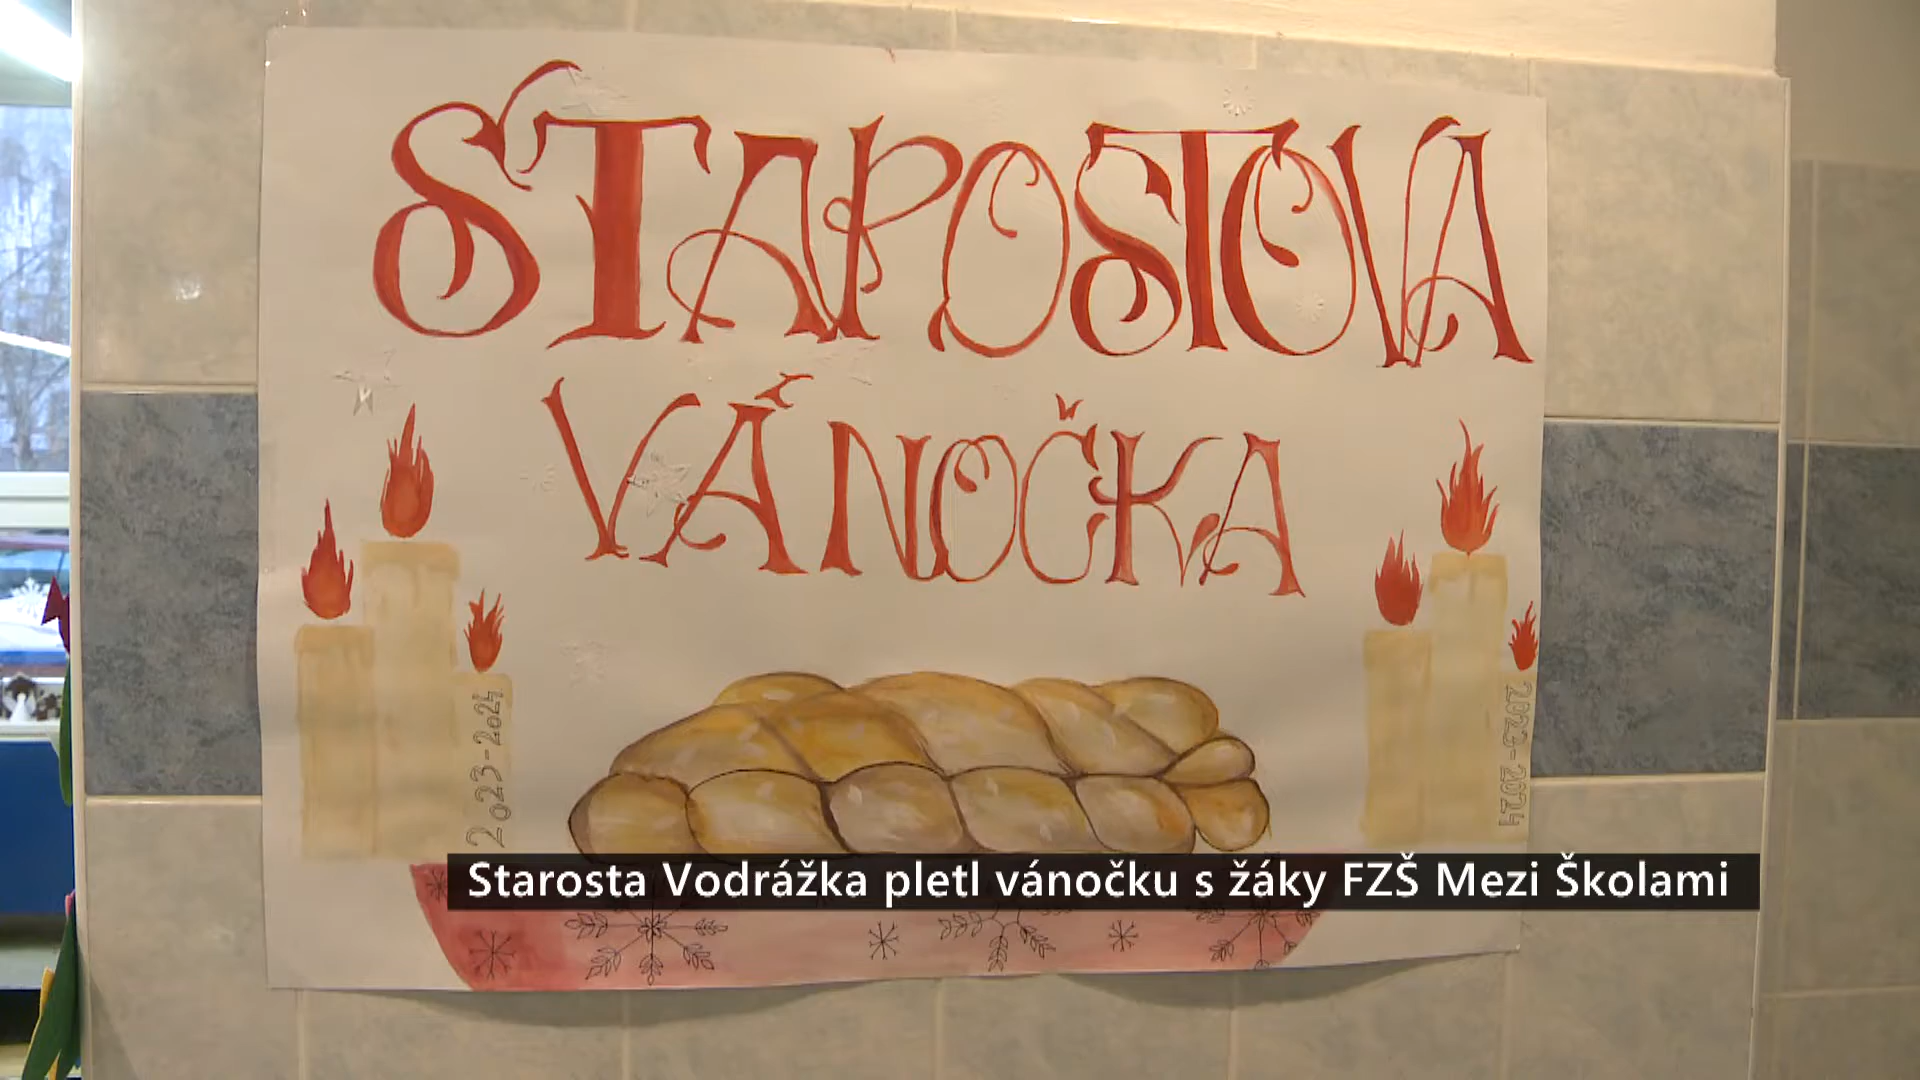 STAROSTOVA
VÁNOČKA
2023-2024
2023-2024
Starosta Vodrážka pletl vánočku s žáky FZŠ Mezi Školami